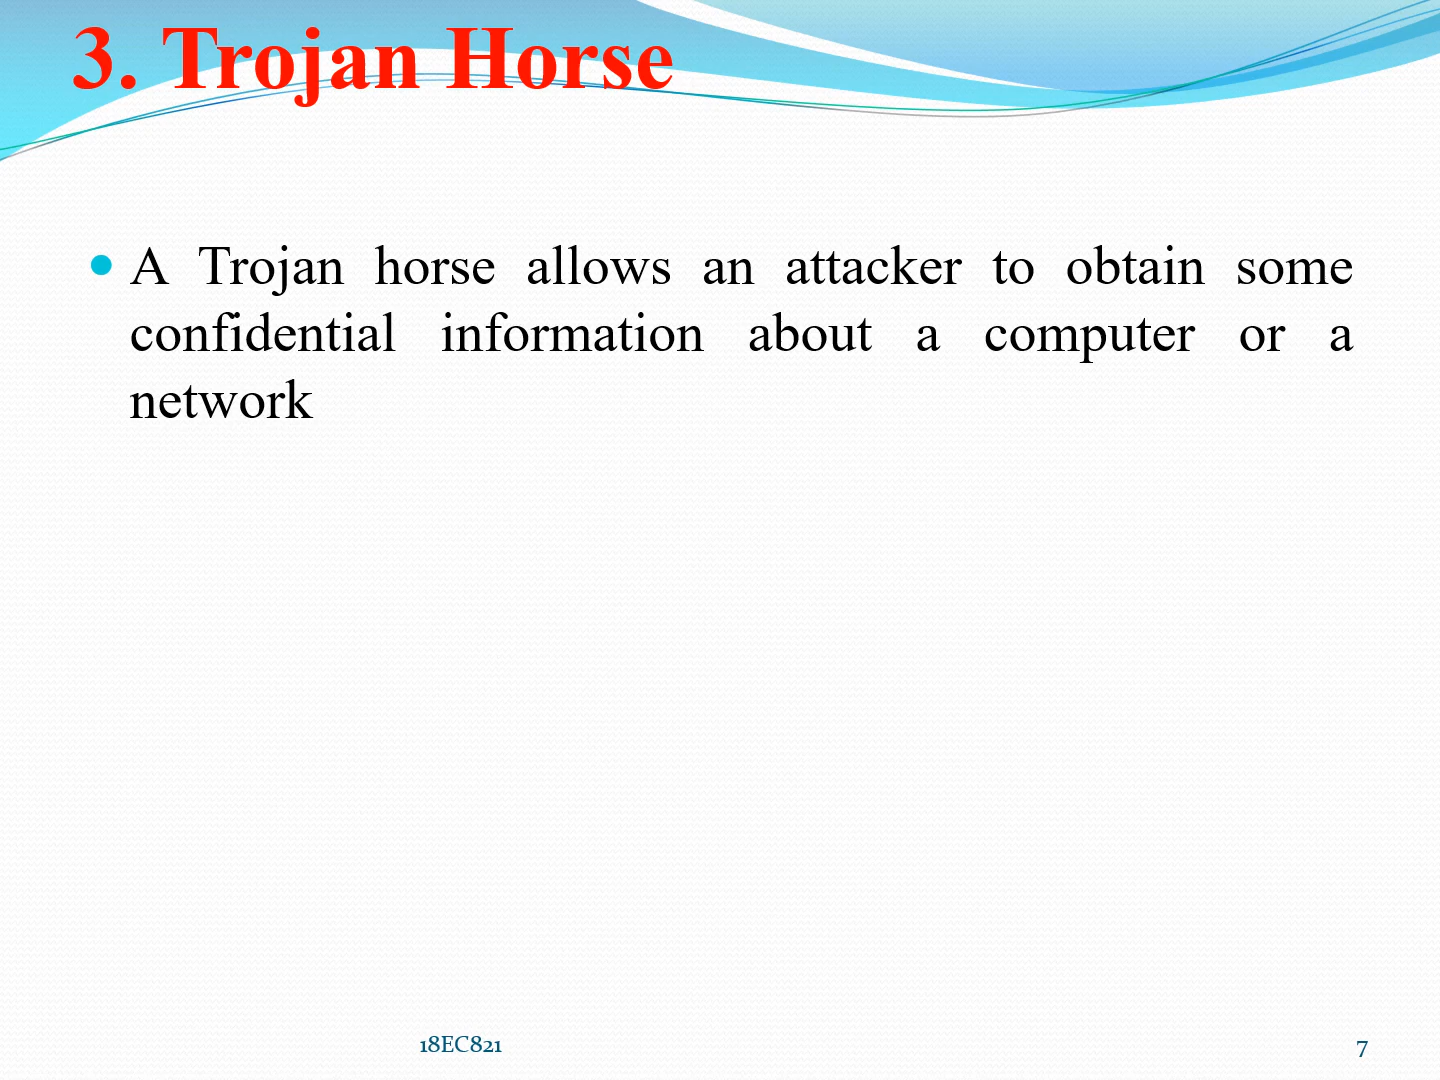 3. Trojan Horse
A Trojan horse allows an attacker to obtain some
confidential information about a computer or a
network
18EC821
7